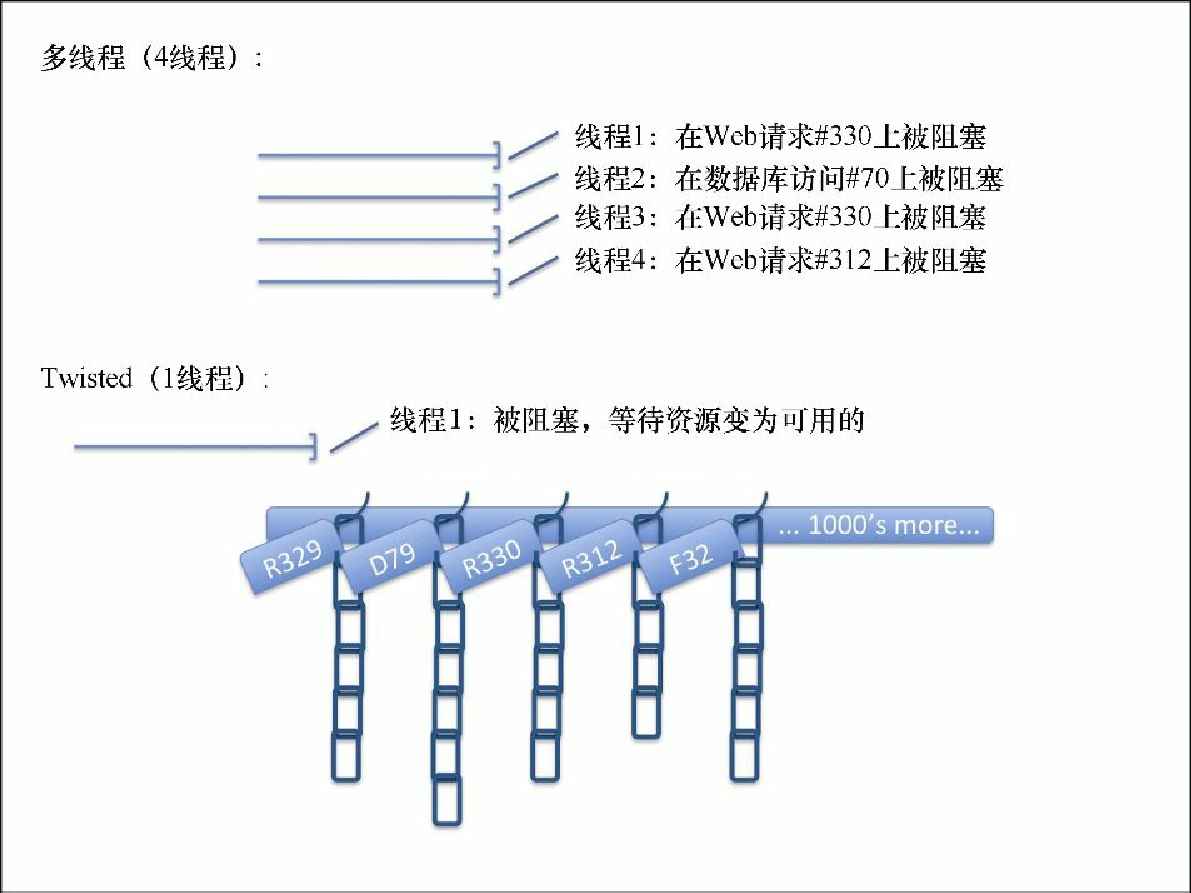 多线程（4线程）:
线程1：在Web请求#330上被阻塞
线程2：在数据库访问#70上被阻塞
线程3：在Web请求#330上被阻塞
线程4：在Web请求#312上被阻塞
Twisted（1线程）:
线程1：被阻塞，等待资源变为可用的
... 1000's more...
R329
D79
R330
R312
F32